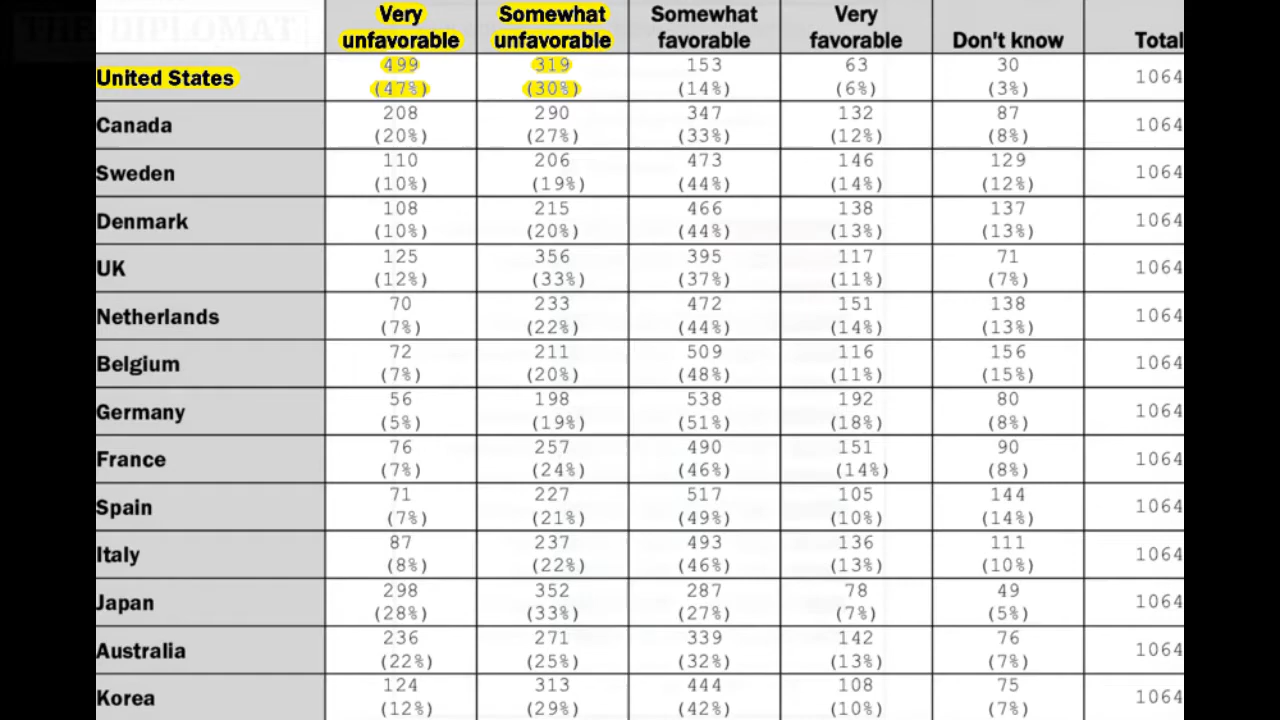 THE DIPLOMAT
Very unfavorable Somewhat unfavorable Somewhat favorable Very favorable Don't know Total
United States 499 (47%) 319 (30%) 153 (14%) 63 (6%) 30 (3%) 1064
Canada 208 (20%) 290 (27%) 347 (33%) 132 (12%) 87 (8%) 1064
Sweden 110 (10%) 206 (19%) 473 (44%) 146 (14%) 129 (12%) 1064
Denmark 108 (10%) 215 (20%) 466 (44%) 138 (13%) 137 (13%) 1064
UK 125 (12%) 356 (33%) 395 (37%) 117 (11%) 71 (7%) 1064
Netherlands 70 (7%) 233 (22%) 472 (44%) 151 (14%) 138 (13%) 1064
Belgium 72 (7%) 211 (20%) 509 (48%) 116 (11%) 156 (15%) 1064
Germany 56 (5%) 198 (19%) 538 (51%) 192 (18%) 80 (8%) 1064
France 76 (7%) 257 (24%) 490 (46%) 151 (14%) 90 (8%) 1064
Spain 71 (7%) 227 (21%) 517 (49%) 105 (10%) 144 (14%) 1064
Italy 87 (8%) 237 (22%) 493 (46%) 136 (13%) 111 (10%) 1064
Japan 298 (28%) 352 (33%) 287 (27%) 78 (7%) 49 (5%) 1064
Australia 236 (22%) 271 (25%) 339 (32%) 142 (13%) 76 (7%) 1064
Korea 124 (12%) 313 (29%) 444 (42%) 108 (10%) 75 (7%) 1064